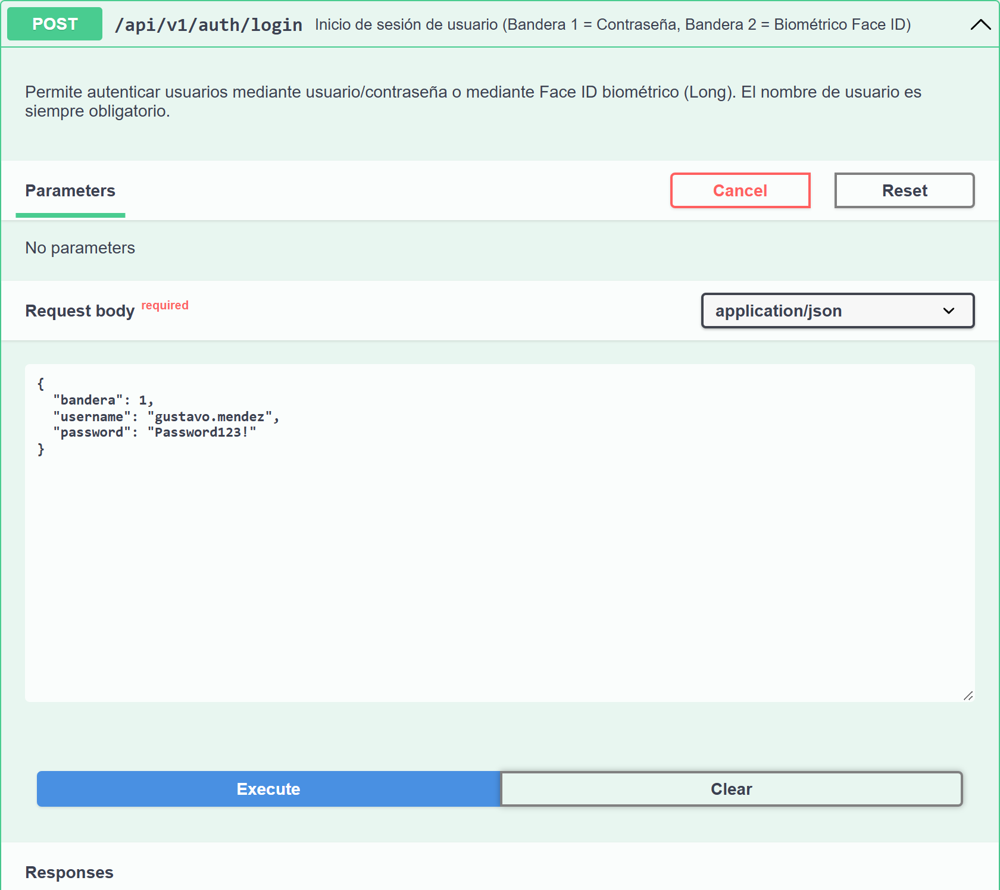 POST /api/v1/auth/login Inicio de sesión de usuario (Bandera 1 = Contraseña, Bandera 2 = Biométrico Face ID)
Permite autenticar usuarios mediante usuario/contraseña o mediante Face ID biométrico (Long). El nombre de usuario es
siempre obligatorio.
Parameters
Cancel
Reset
No parameters
Request body required
application/json
{
  "bandera": 1,
  "username": "gustavo.mendez",
  "password": "Password123!"
}
Execute
Clear
Responses